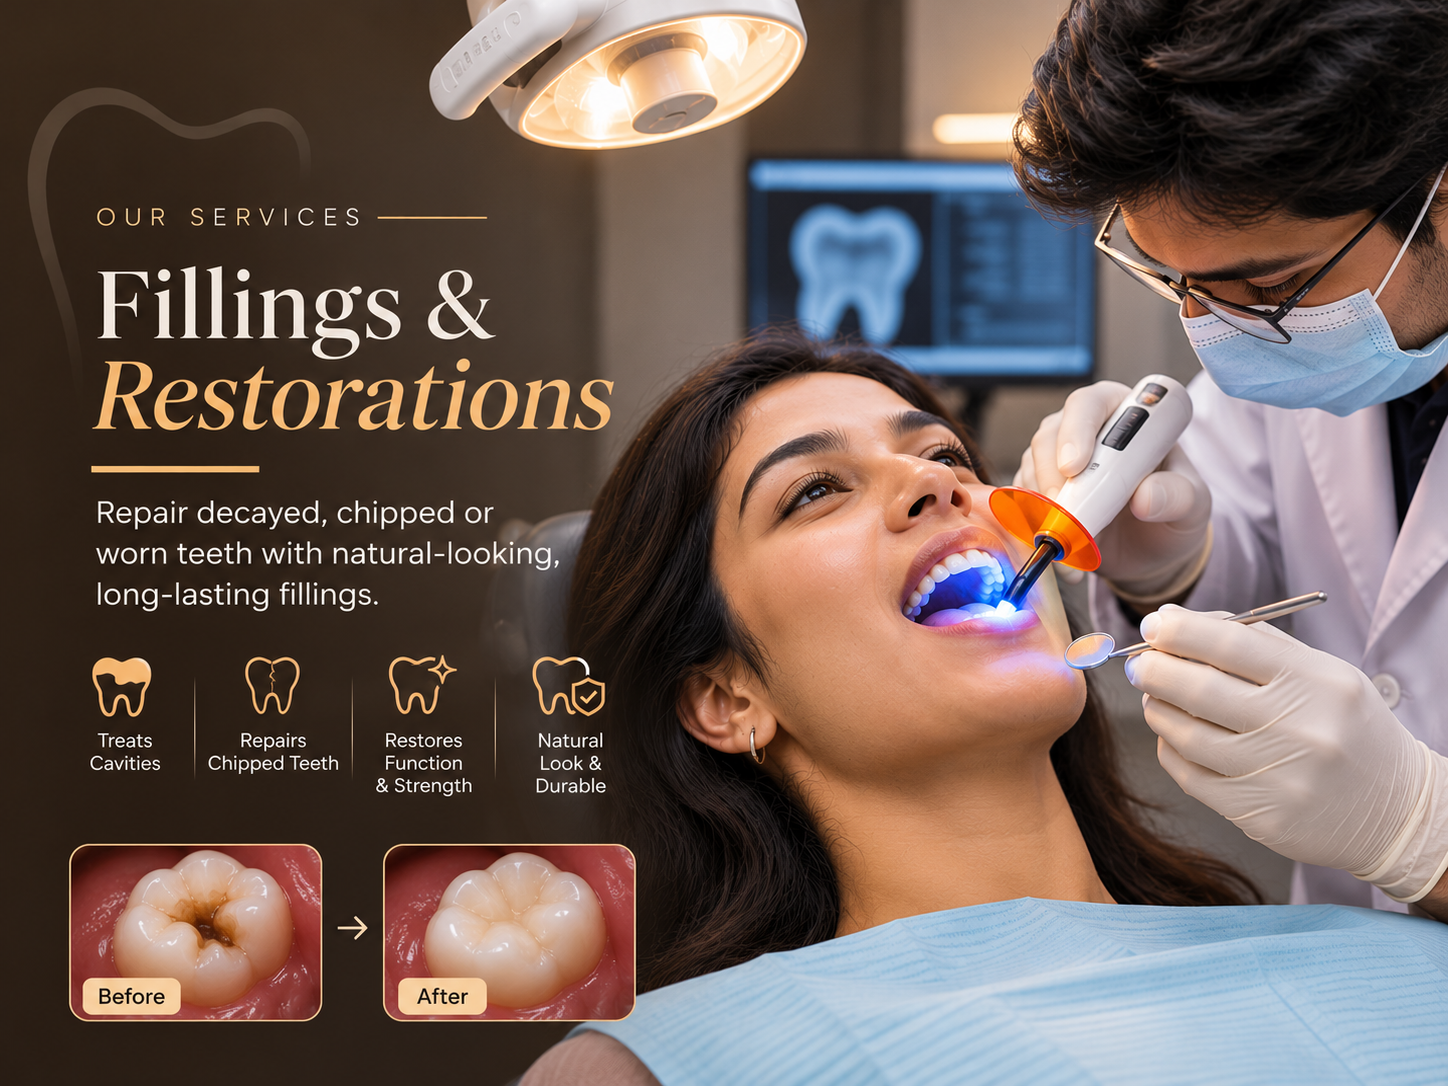 OUR SERVICES
Fillings &
Restorations
Repair decayed, chipped or
worn teeth with natural-looking,
long-lasting fillings.
Treats
Cavities
Repairs
Chipped Teeth
Restores
Function
& Strength
Natural
Look &
Durable
Before
After